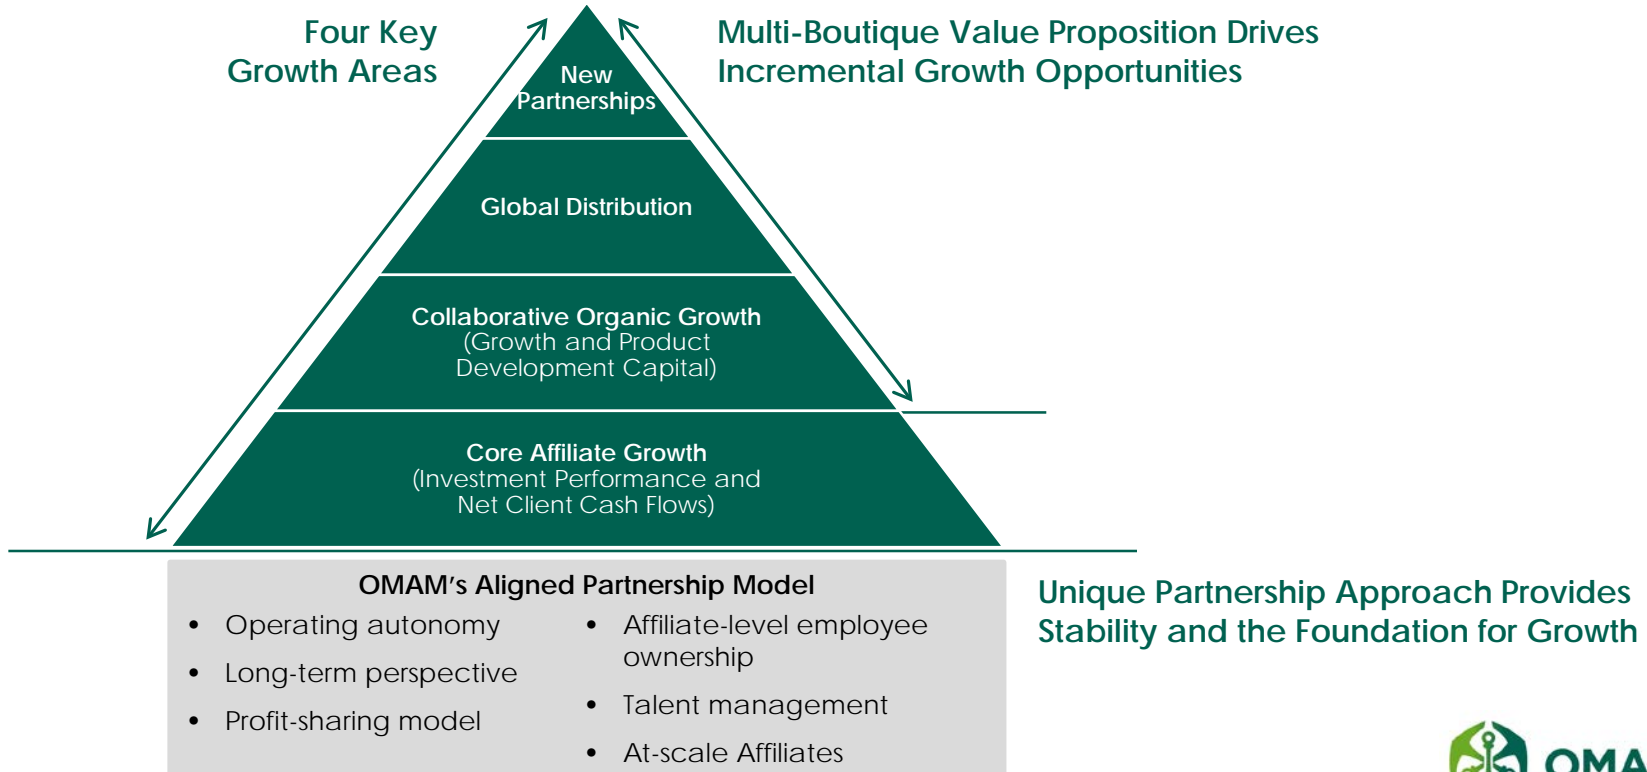 Four Key
Growth Areas
Multi-Boutique Value Proposition Drives
Incremental Growth Opportunities
New
Partnerships
Global Distribution
Collaborative Organic Growth
(Growth and Product
Development Capital)
Core Affiliate Growth
(Investment Performance and
Net Client Cash Flows)
OMAM's Aligned Partnership Model
• Operating autonomy
• Long-term perspective
• Profit-sharing model
• Affiliate-level employee
ownership
• Talent management
• At-scale Affiliates
Unique Partnership Approach Provides
Stability and the Foundation for Growth